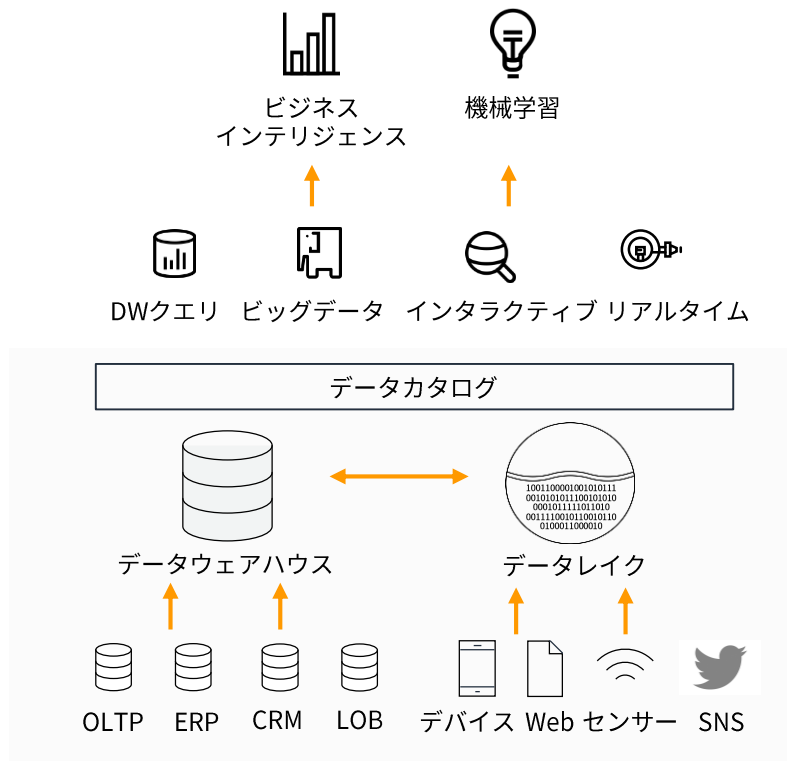 ビジネス
インテリジェンス
機械学習
DWクエリ
ビッグデータ
インタラクティブ
リアルタイム
データカタログ
10011000010010101​11
0010101011100101010
0001011111011010
0011110010110010110
0100011000010
データウェアハウス
データレイク
OLTP
ERP
CRM
LOB
デバイス
Web
センサー
SNS